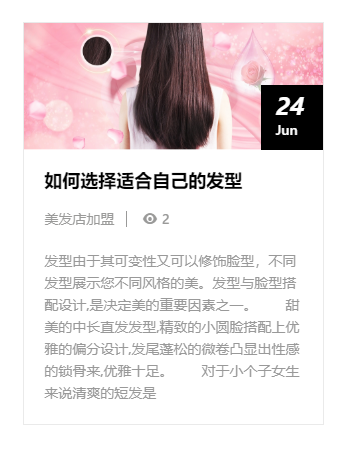 24
Jun
如何选择适合自己的发型
美发店加盟 | 2
发型由于其可变性又可以修饰脸型，不同
发型展示您不同风格的美。发型与脸型搭
配设计,是决定美的重要因素之一。　　甜
美的中长直发发型,精致的小圆脸搭配上优
雅的偏分设计,发尾蓬松的微卷凸显出性感
的锁骨来,优雅十足。　　对于小个子女生
来说清爽的短发是